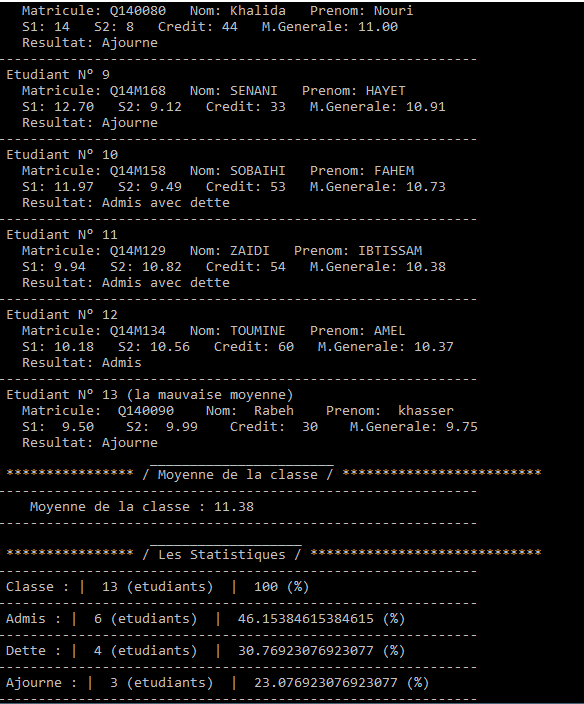 Matricule: Q140080   Nom: Khalida   Prenom: Nouri
S1: 14   S2: 8   Credit: 44   M.Generale: 11.00
Resultat: Ajourne
-----------------------------------------------------------
Etudiant N° 9
Matricule: Q14M168   Nom: SENANI   Prenom: HAYET
S1: 12.70   S2: 9.12   Credit: 33   M.Generale: 10.91
Resultat: Ajourne
-----------------------------------------------------------
Etudiant N° 10
Matricule: Q14M158   Nom: SOBAIHI   Prenom: FAHEM
S1: 11.97   S2: 9.49   Credit: 53   M.Generale: 10.73
Resultat: Admis avec dette
-----------------------------------------------------------
Etudiant N° 11
Matricule: Q14M129   Nom: ZAIDI   Prenom: IBTISSAM
S1: 9.94   S2: 10.82   Credit: 54   M.Generale: 10.38
Resultat: Admis avec dette
-----------------------------------------------------------
Etudiant N° 12
Matricule: Q14M134   Nom: TOUMINE   Prenom: AMEL
S1: 10.18   S2: 10.56   Credit: 60   M.Generale: 10.37
Resultat: Admis
-----------------------------------------------------------
Etudiant N° 13 (la mauvaise moyenne)
Matricule:  Q140090    Nom:  Rabeh    Prenom:  khasser
S1:  9.50    S2:  9.99    Credit:  30    M.Generale: 9.75
Resultat: Ajourne
_______________________
**************** / Moyenne de la classe / *************************
-----------------------------------------------------------
Moyenne de la classe : 11.38
-----------------------------------------------------------
___________________
**************** / Les Statistiques / *****************************
-----------------------------------------------------------
Classe : |  13 (etudiants)  |  100 (%)
-----------------------------------------------------------
Admis : |  6 (etudiants)  |  46.15384615384615 (%)
-----------------------------------------------------------
Dette : |  4 (etudiants)  |  30.76923076923077 (%)
-----------------------------------------------------------
Ajourne : |  3 (etudiants)  |  23.076923076923077 (%)
-----------------------------------------------------------